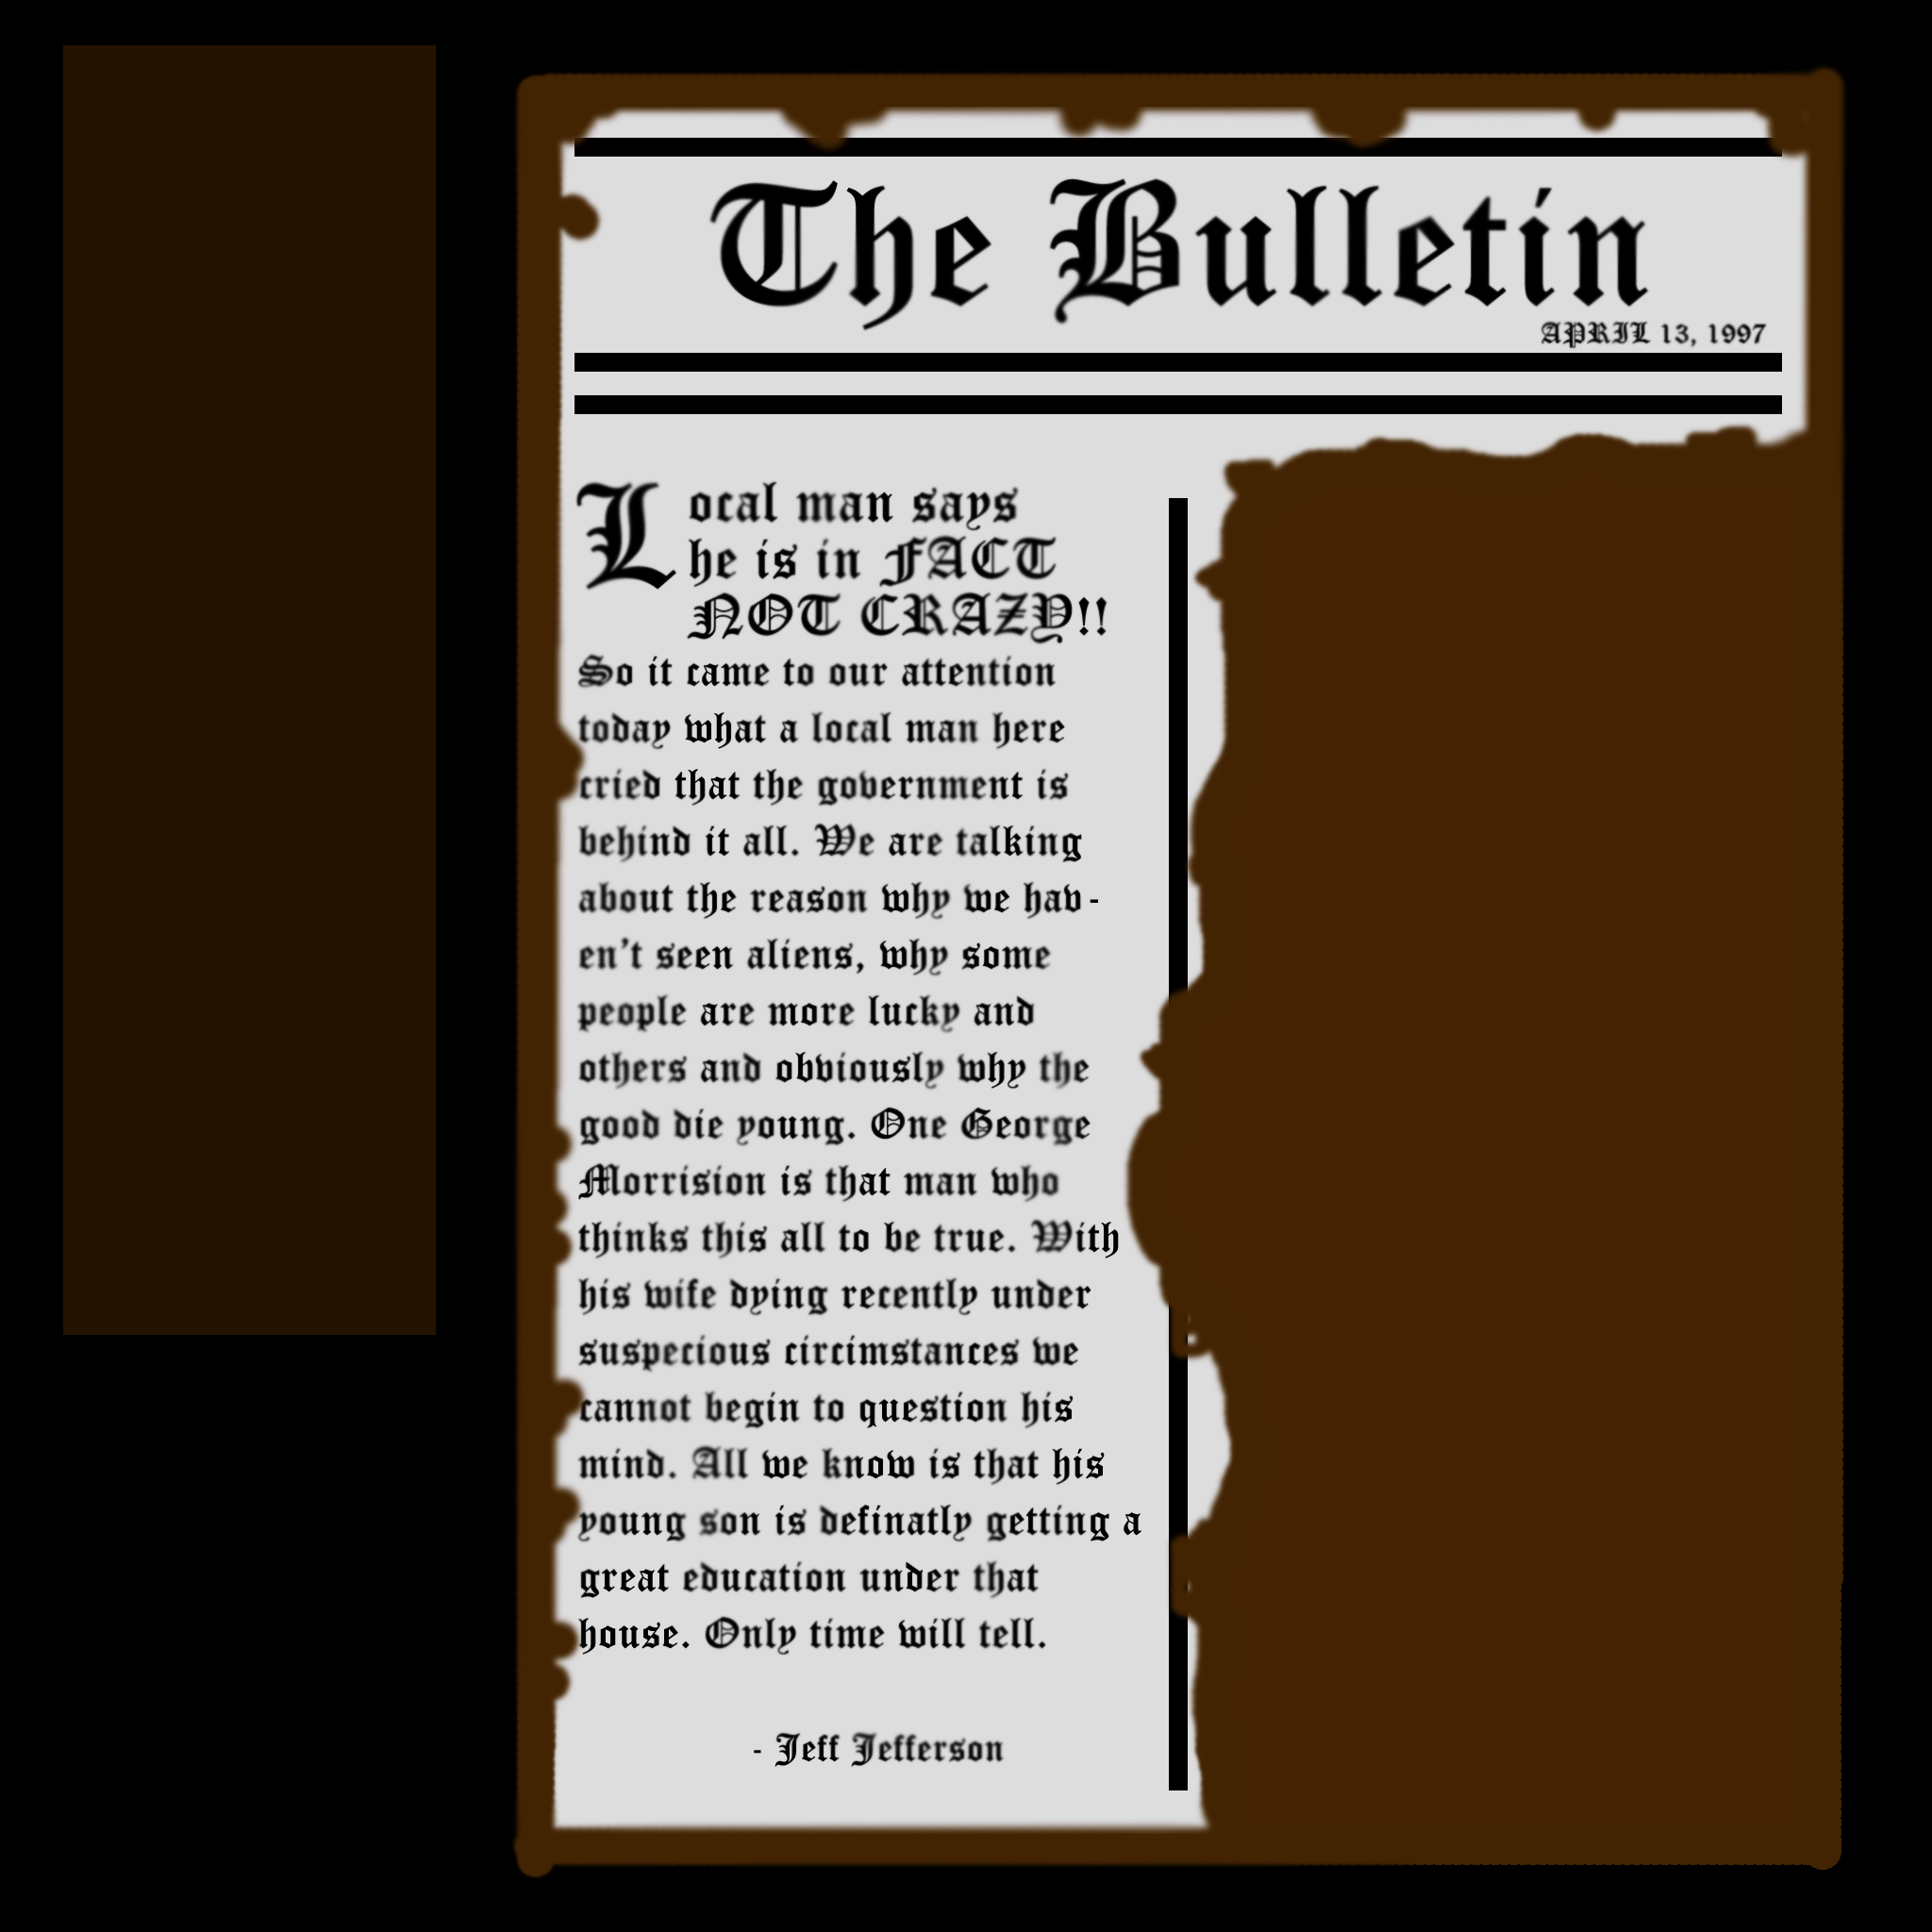 The Bulletin
APRIL 13, 1997
Local man says
he is in FACT
NOT CRAZY!!
So it came to our attention
today what a local man here
cried that the government is
behind it all. We are talking
about the reason why we hav-
en't seen aliens, why some
people are more lucky and
others and obviously why the
good die young. One George
Morrision is that man who
thinks this all to be true. With
his wife dying recently under
suspecious circimstances we
cannot begin to question his
mind. All we know is that his
young son is definatly getting a
great education under that
house. Only time will tell.
- Jeff Jefferson